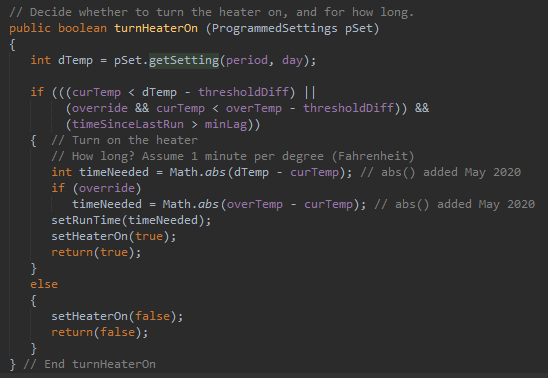 // Decide whether to turn the heater on, and for how long.
public boolean turnHeaterOn (ProgrammedSettings pSet)
{
int dTemp = pSet.getSetting(period, day);
if (((curTemp < dTemp - thresholdDiff) ||
(override && curTemp < overTemp - thresholdDiff)) &&
(timeSinceLastRun > minLag))
{ // Turn on the heater
// How long? Assume 1 minute per degree (Fahrenheit)
int timeNeeded = Math.abs(dTemp - curTemp); // abs() added May 2020
if (override)
timeNeeded = Math.abs(overTemp - curTemp); // abs() added May 2020
setRunTime(timeNeeded);
setHeaterOn(true);
return(true);
}
else
{
setHeaterOn(false);
return(false);
}
} // End turnHeaterOn